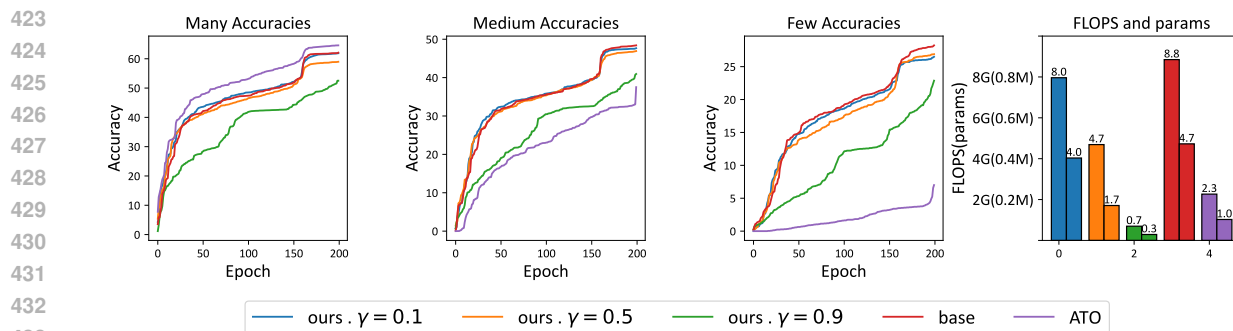 423
424
425
426
427
428
429
430
431
432
Many Accuracies
Accuracy
60
50
40
30
20
10
0
0 50 100 150 200
Epoch
Medium Accuracies
Accuracy
50
40
30
20
10
0
0 50 100 150 200
Epoch
Few Accuracies
Accuracy
25
20
15
10
5
0
0 50 100 150 200
Epoch
FLOPS and params
FLOPS(params)
8G(0.8M)
6G(0.6M)
4G(0.4M)
2G(0.2M)
8.0
4.0
4.7
1.7
0.7
0.3
8.8
4.7
2.3
1.0
0 2 4
ours . γ = 0.1 ours . γ = 0.5 ours . γ = 0.9 base ATO